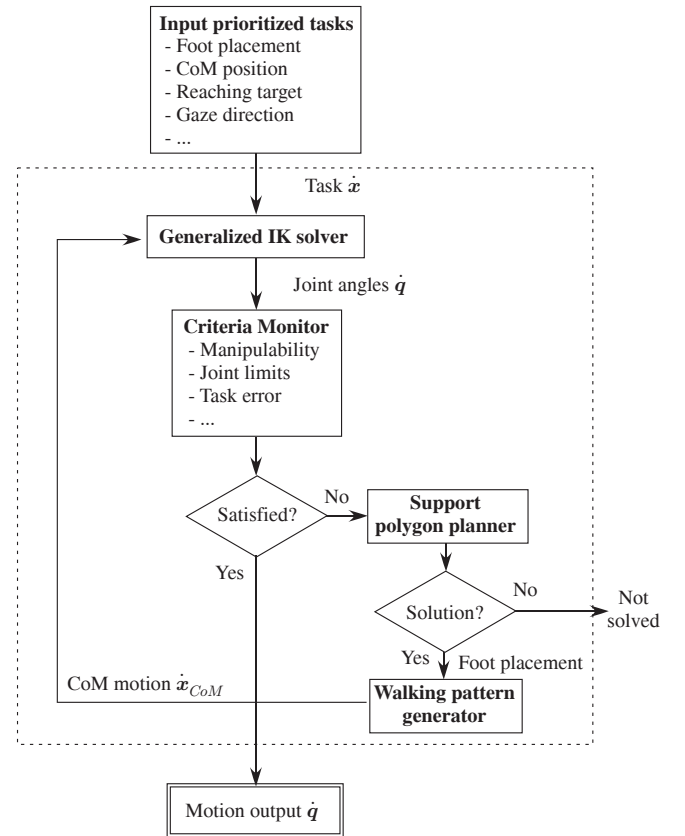 Input prioritized tasks
- Foot placement
- CoM position
- Reaching target
- Gaze direction
- ...
Task ẋ
Generalized IK solver
Joint angles q̇
Criteria Monitor
- Manipulability
- Joint limits
- Task error
- ...
Satisfied?
No
Support
polygon planner
Yes
Solution?
No
Not
solved
Yes
Foot placement
CoM motion ẋ_CoM
Walking pattern
generator
Motion output q̇